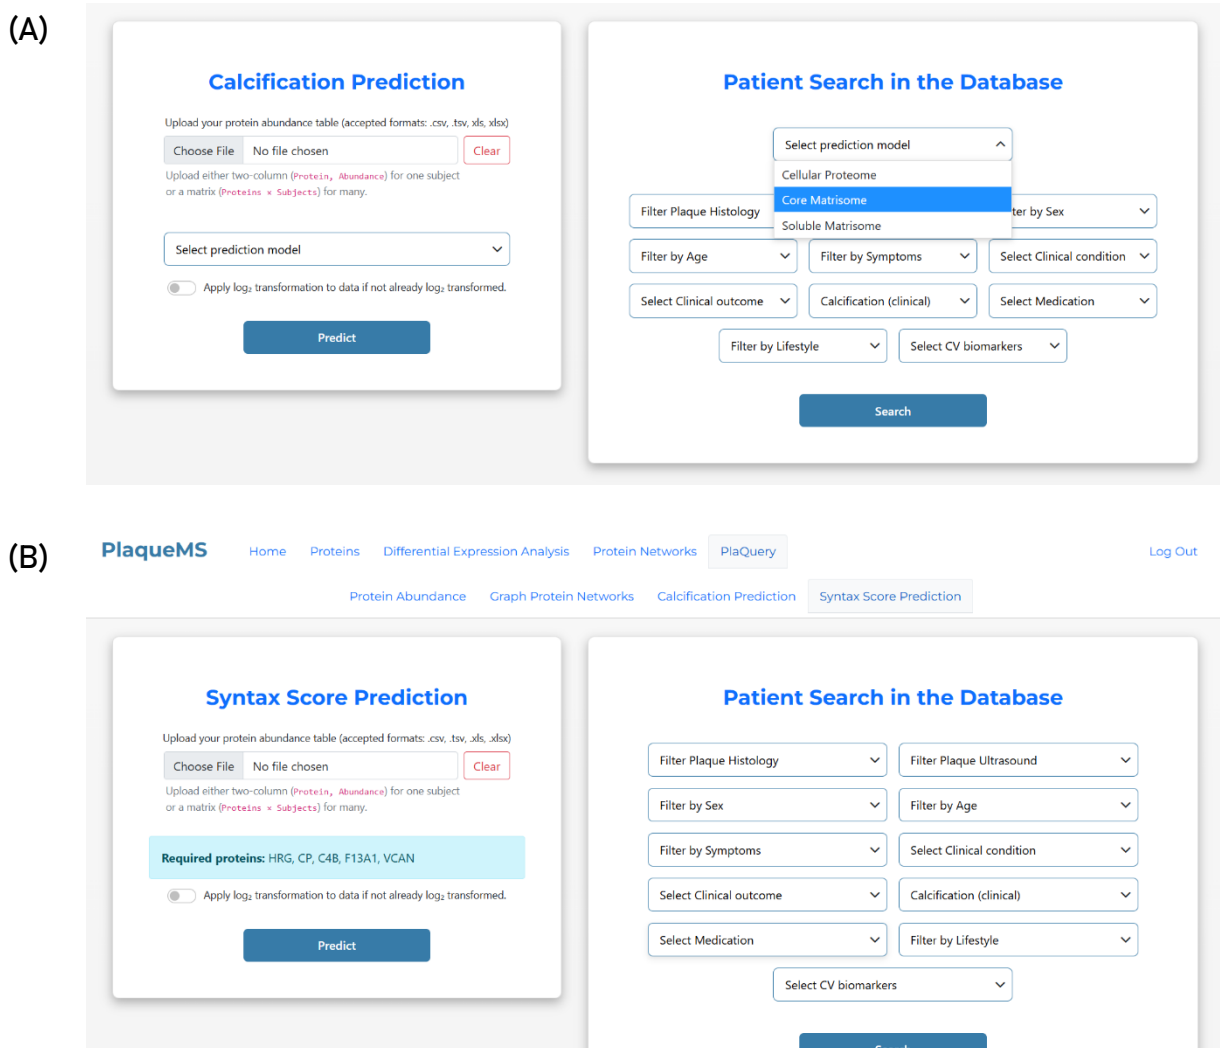 (A)
Calcification Prediction
Upload your protein abundance table (accepted formats: .csv, .tsv, xls, xlsx)
Choose File No file chosen Clear
Upload either two-column (Protein, Abundance) for one subject
or a matrix (Proteins × Subjects) for many.
Select prediction model
Apply log₂ transformation to data if not already log₂ transformed.
Predict
Patient Search in the Database
Select prediction model
Cellular Proteome
Core Matrisome
Soluble Matrisome
Filter Plaque Histology ter by Sex
Filter by Age Filter by Symptoms Select Clinical condition
Select Clinical outcome Calcification (clinical) Select Medication
Filter by Lifestyle Select CV biomarkers
Search
(B)
PlaqueMS Home Proteins Differential Expression Analysis Protein Networks PlaQuery Log Out
Protein Abundance Graph Protein Networks Calcification Prediction Syntax Score Prediction
Syntax Score Prediction
Upload your protein abundance table (accepted formats: .csv, .tsv, .xls, .xlsx)
Choose File No file chosen Clear
Upload either two-column (Protein, Abundance) for one subject
or a matrix (Proteins × Subjects) for many.
Required proteins: HRG, CP, C4B, F13A1, VCAN
Apply log₂ transformation to data if not already log₂ transformed.
Predict
Patient Search in the Database
Filter Plaque Histology Filter Plaque Ultrasound
Filter by Sex Filter by Age
Filter by Symptoms Select Clinical condition
Select Clinical outcome Calcification (clinical)
Select Medication Filter by Lifestyle
Select CV biomarkers